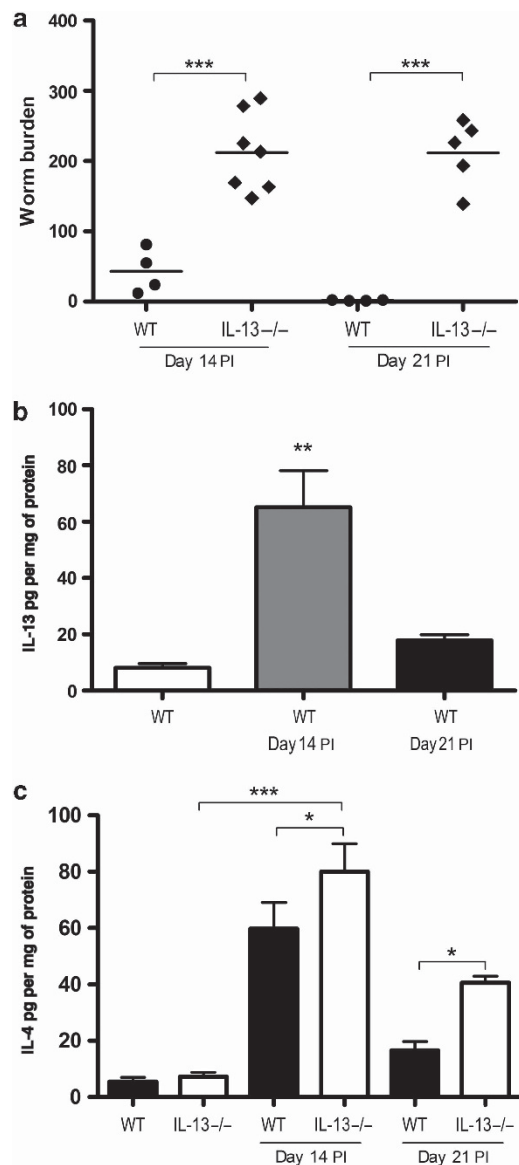 a
Worm burden
400
300
200
100
0
***
***
WT
IL-13–/–
WT
IL-13–/–
Day 14 PI
Day 21 PI
b
IL-13 pg per mg of protein
100
80
60
40
20
0
**
WT
WT
WT
Day 14 PI
Day 21 PI
c
IL-4 pg per mg of protein
100
80
60
40
20
0
***
*
*
WT
IL-13–/–
WT
IL-13–/–
WT
IL-13–/–
Day 14 PI
Day 21 PI